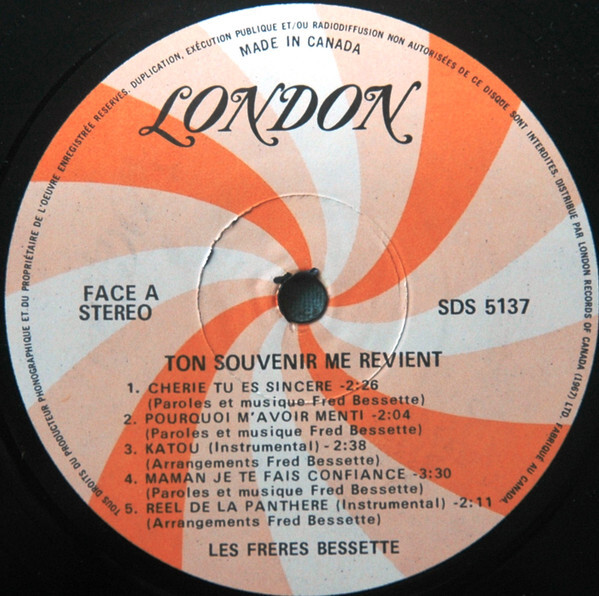 TOUS DROITS DU PRODUCTEUR PHONOGRAPHIQUE ET DU PROPRIÉTAIRE DE L'OEUVRE ENREGISTRÉE RESERVES. DUPLICATION, EXÉCUTION PUBLIQUE ET/OU RADIODIFFUSION NON AUTORISÉES DE CE DISQUE SONT INTERDITES. DISTRIBUE PAR LONDON RECORDS OF CANADA (1967) LTD. FABRIQUE AU CANADA.
MADE IN CANADA
LONDON
FACE A
STEREO
SDS 5137
TON SOUVENIR ME REVIENT
1. CHERIE TU ES SINCERE -2:26
(Paroles et musique Fred Bessette)
2. POURQUOI M'AVOIR MENTI -2:04
(Paroles et musique Fred Bessette)
3. KATOU (Instrumental) -2:38
(Arrangements Fred Bessette)
4. MAMAN JE TE FAIS CONFIANCE -3:30
(Paroles et musique Fred Bessette)
5. REEL DE LA PANTHERE (Instrumental) -2:11
(Arrangements Fred Bessette)
LES FRERES BESSETTE